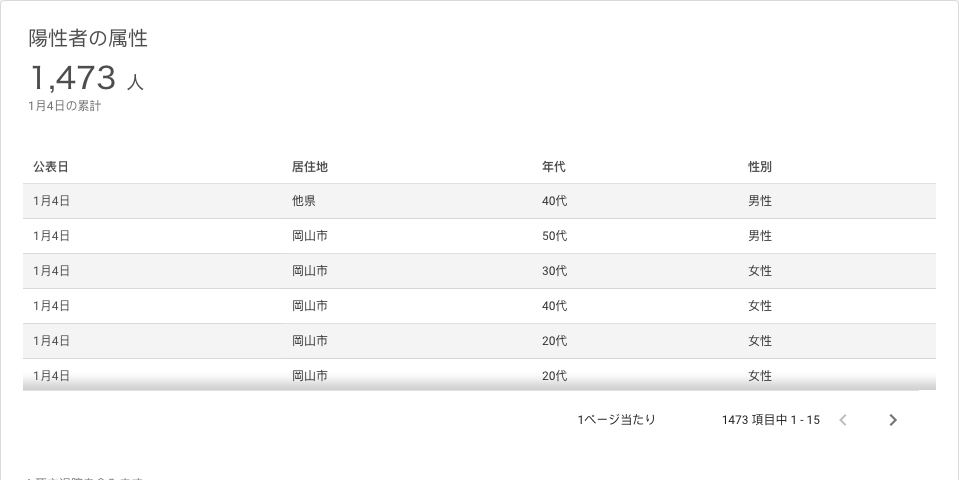 陽性者の属性
1,473 人
1月4日の累計
公表日 居住地 年代 性別
1月4日 他県 40代 男性
1月4日 岡山市 50代 男性
1月4日 岡山市 30代 女性
1月4日 岡山市 40代 女性
1月4日 岡山市 20代 女性
1月4日 岡山市 20代 女性
1ページ当たり 1473 項目中 1 - 15